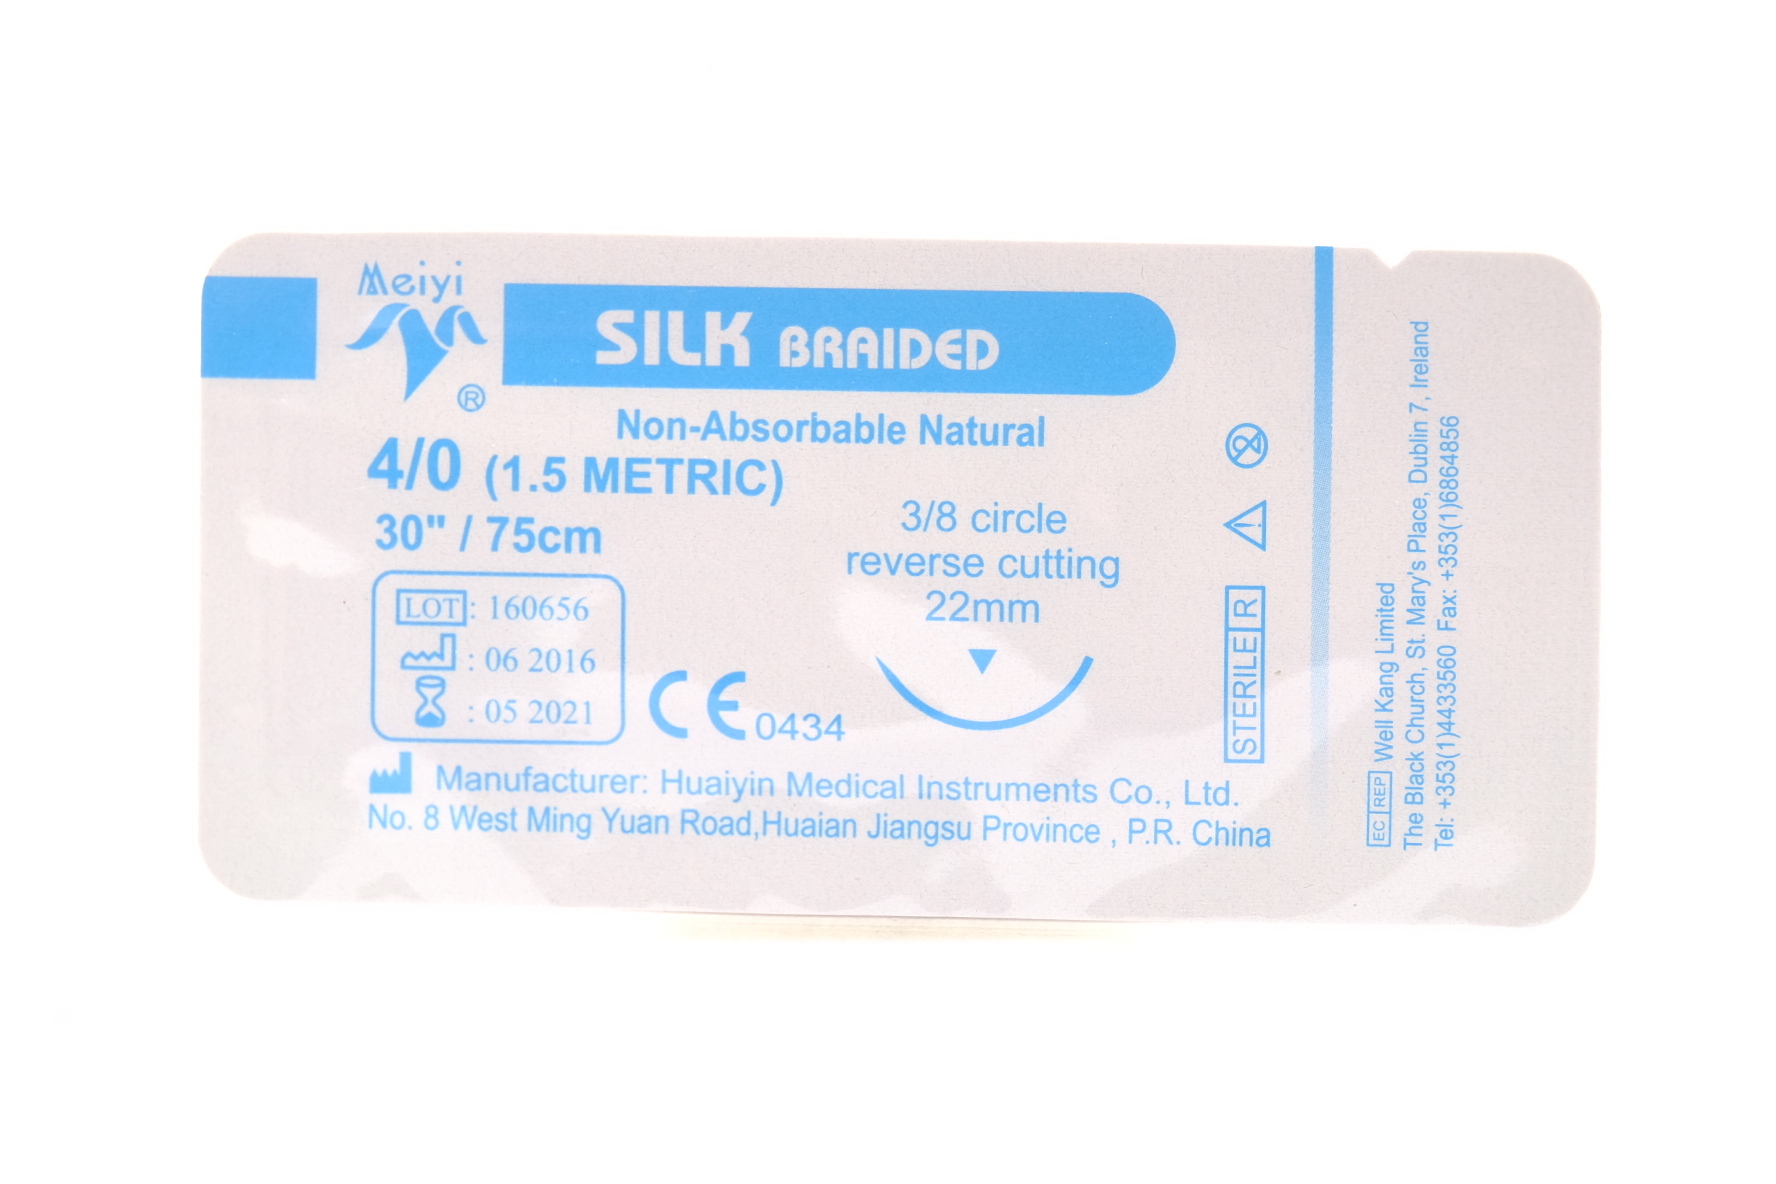 Meiyi
®
SILK BRAIDED
Non-Absorbable Natural
4/0 (1.5 METRIC)
30" / 75cm
3/8 circle
reverse cutting
22mm
LOT: 160656
: 06 2016
: 05 2021
CE 0434
Manufacturer: Huaiyin Medical Instruments Co., Ltd.
No. 8 West Ming Yuan Road,Huaian Jiangsu Province , P.R. China
2
STERILE R
EC REP Well Kang Limited
The Black Church, St. Mary's Place, Dublin 7, Ireland
Tel: +353(1)4433560 Fax: +353(1)6864856